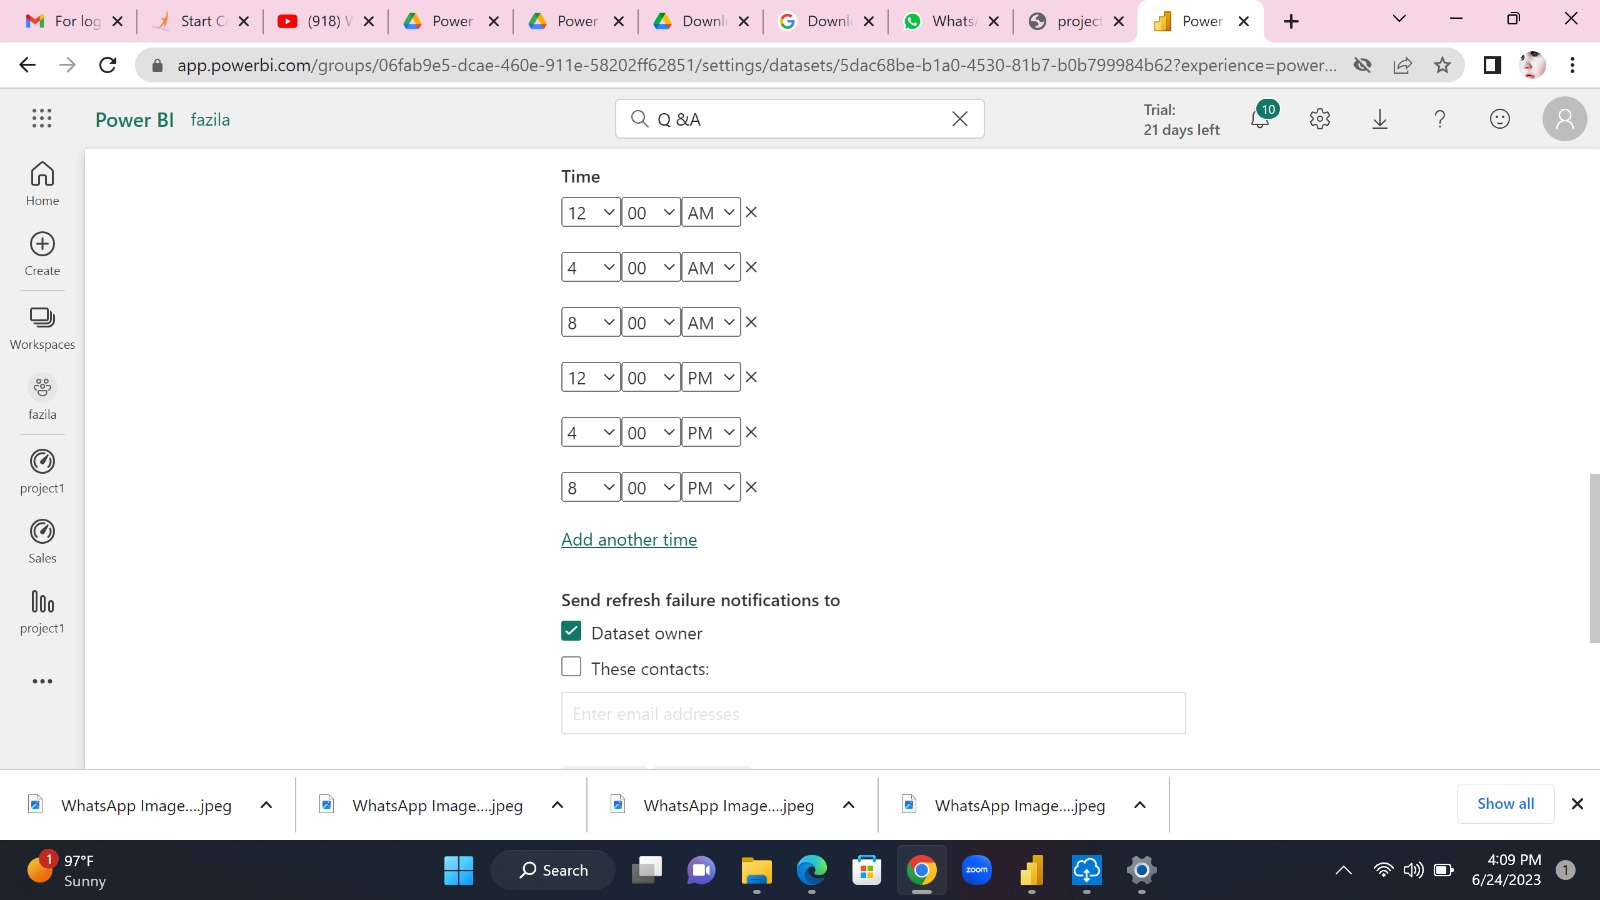 For log
Start C
(918) V
Power
Power
Downl
Downl
Whats
project
Power
app.powerbi.com/groups/06fab9e5-dcae-460e-911e-58202ff62851/settings/datasets/5dac68be-b1a0-4530-81b7-b0b799984b62?experience=power...
Power BI fazila
Q &A
Trial:
21 days left
10
Home
Create
Workspaces
fazila
project1
Sales
project1
Time
12 00 AM
4 00 AM
8 00 AM
12 00 PM
4 00 PM
8 00 PM
Add another time
Send refresh failure notifications to
Dataset owner
These contacts:
Enter email addresses
WhatsApp Image....jpeg
WhatsApp Image....jpeg
WhatsApp Image....jpeg
WhatsApp Image....jpeg
Show all
1
97°F
Sunny
Search
zoom
4:09 PM
6/24/2023
1